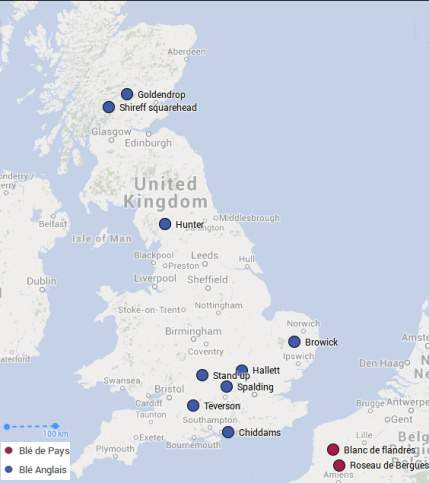 Aberdeen
Goldendrop
Shireff squarehead
Glasgow
Edinburgh
United
Kingdom
Middlesbrough
Hunter
Belfast
Isle of Man
Blackpool
Leeds
Preston
Hull
Liverpool
Sheffield
Dublin
Stoke-on-Trent
Nottingham
Norwich
Birmingham
Browick
Coventry
Ipswich
Hallett
Den Haag
Stand up
Swansea
Spalding
Cardiff
Bristol
Taunton
Teverson
Southampton
Brugge
Antwerpe
Gent
Plymouth
Exeter
Bournemouth
Chiddams
Lille
100 km
Blé de Pays
Blanc de flandres
Blé Anglais
Roseau de Bergues
Amiens